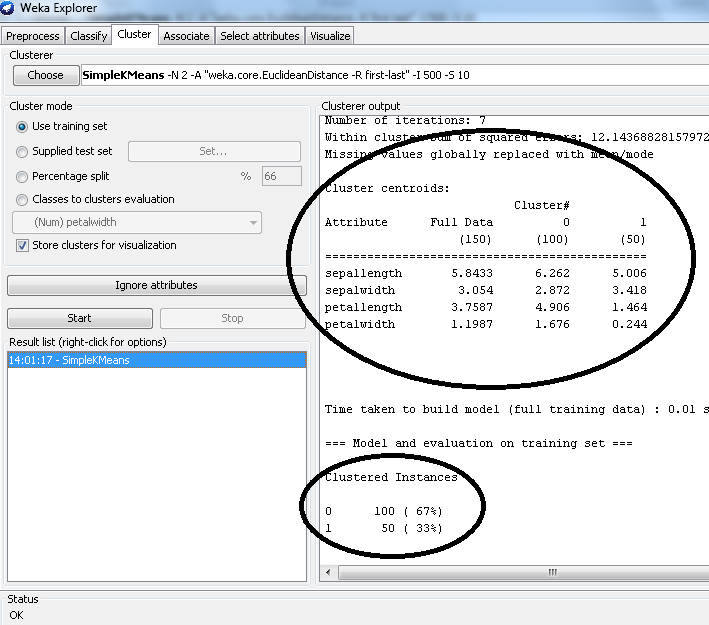 Weka Explorer
Preprocess Classify Cluster Associate Select attributes Visualize
Clusterer
Choose SimpleKMeans -N 2 -A "weka.core.EuclideanDistance -R first-last" -I 500 -S 10
Cluster mode
Use training set
Supplied test set Set...
Percentage split % 66
Classes to clusters evaluation
(Num) petalwidth
Store clusters for visualization
Ignore attributes
Start Stop
Result list (right-click for options)
14:01:17 - SimpleKMeans
Clusterer output
Number of iterations: 7
Within cluster sum of squared errors: 12.14368828157972
Missing values globally replaced with mean/mode
Cluster centroids:
Cluster#
Attribute Full Data 0 1
(150) (100) (50)
==================================================
sepallength 5.8433 6.262 5.006
sepalwidth 3.054 2.872 3.418
petallength 3.7587 4.906 1.464
petalwidth 1.1987 1.676 0.244
Time taken to build model (full training data) : 0.01 s
=== Model and evaluation on training set ===
Clustered Instances
0 100 ( 67%)
1 50 ( 33%)
Status
OK